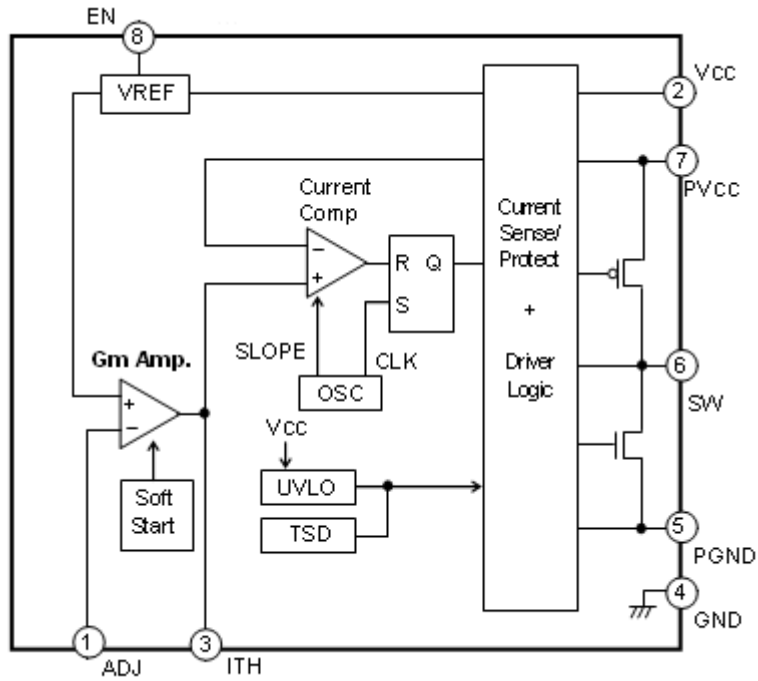 EN
8
VREF
VCC
2
7
PVCC
Current
Comp
−
+
R Q
S
Current
Sense/
Protect
+
Driver
Logic
SLOPE
CLK
OSC
Gm Amp.
+
−
6
SW
VCC
UVLO
TSD
Soft
Start
5
PGND
4
GND
1
ADJ
3
ITH